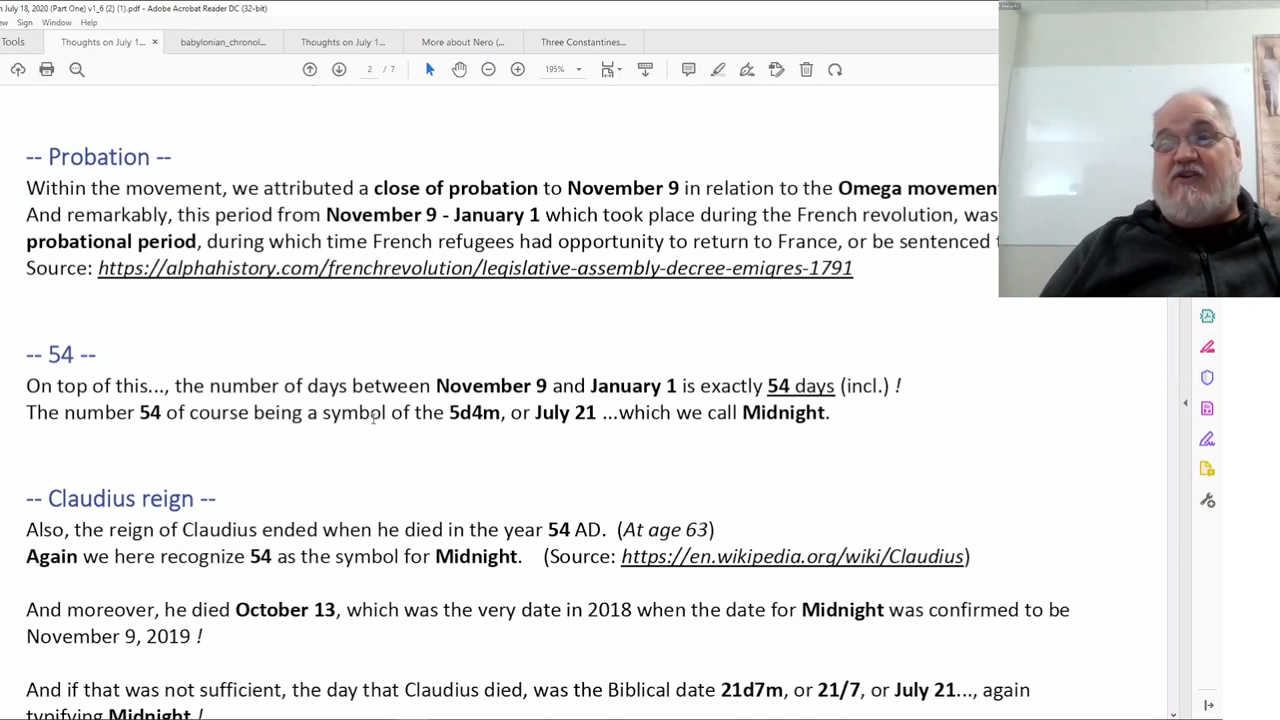 n July 18, 2020 (Part One) v1_6 (2) (1).pdf - Adobe Acrobat Reader DC (32-bit)
Sign Window Help
Tools Thoughts on July 1... × babylonian_chronol... Thoughts on July 1... More about Nero (... Three Constantines...
2 / 7 195%
-- Probation --
Within the movement, we attributed a close of probation to November 9 in relation to the Omega movemen
And remarkably, this period from November 9 - January 1 which took place during the French revolution, was
probational period, during which time French refugees had opportunity to return to France, or be sentenced t
Source: https://alphahistory.com/frenchrevolution/legislative-assembly-decree-emigres-1791
-- 54 --
On top of this..., the number of days between November 9 and January 1 is exactly 54 days (incl.) !
The number 54 of course being a symbol of the 5d4m, or July 21 ...which we call Midnight.
-- Claudius reign --
Also, the reign of Claudius ended when he died in the year 54 AD. (At age 63)
Again we here recognize 54 as the symbol for Midnight. (Source: https://en.wikipedia.org/wiki/Claudius)
And moreover, he died October 13, which was the very date in 2018 when the date for Midnight was confirmed to be
November 9, 2019 !
And if that was not sufficient, the day that Claudius died, was the Biblical date 21d7m, or 21/7, or July 21..., again
typifying Midnight !